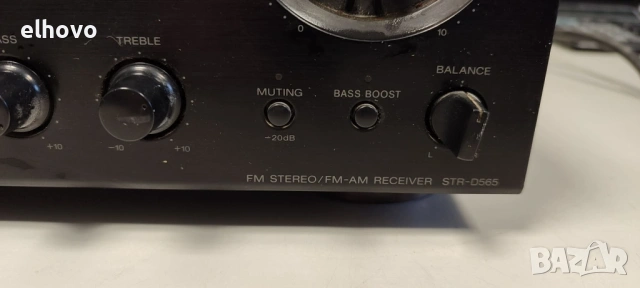 elhovo
0 10
ASS TREBLE
MUTING BASS BOOST BALANCE
+10 -10 +10 -20dB L
FM STEREO/FM-AM RECEIVER STR-D565
BAZAR